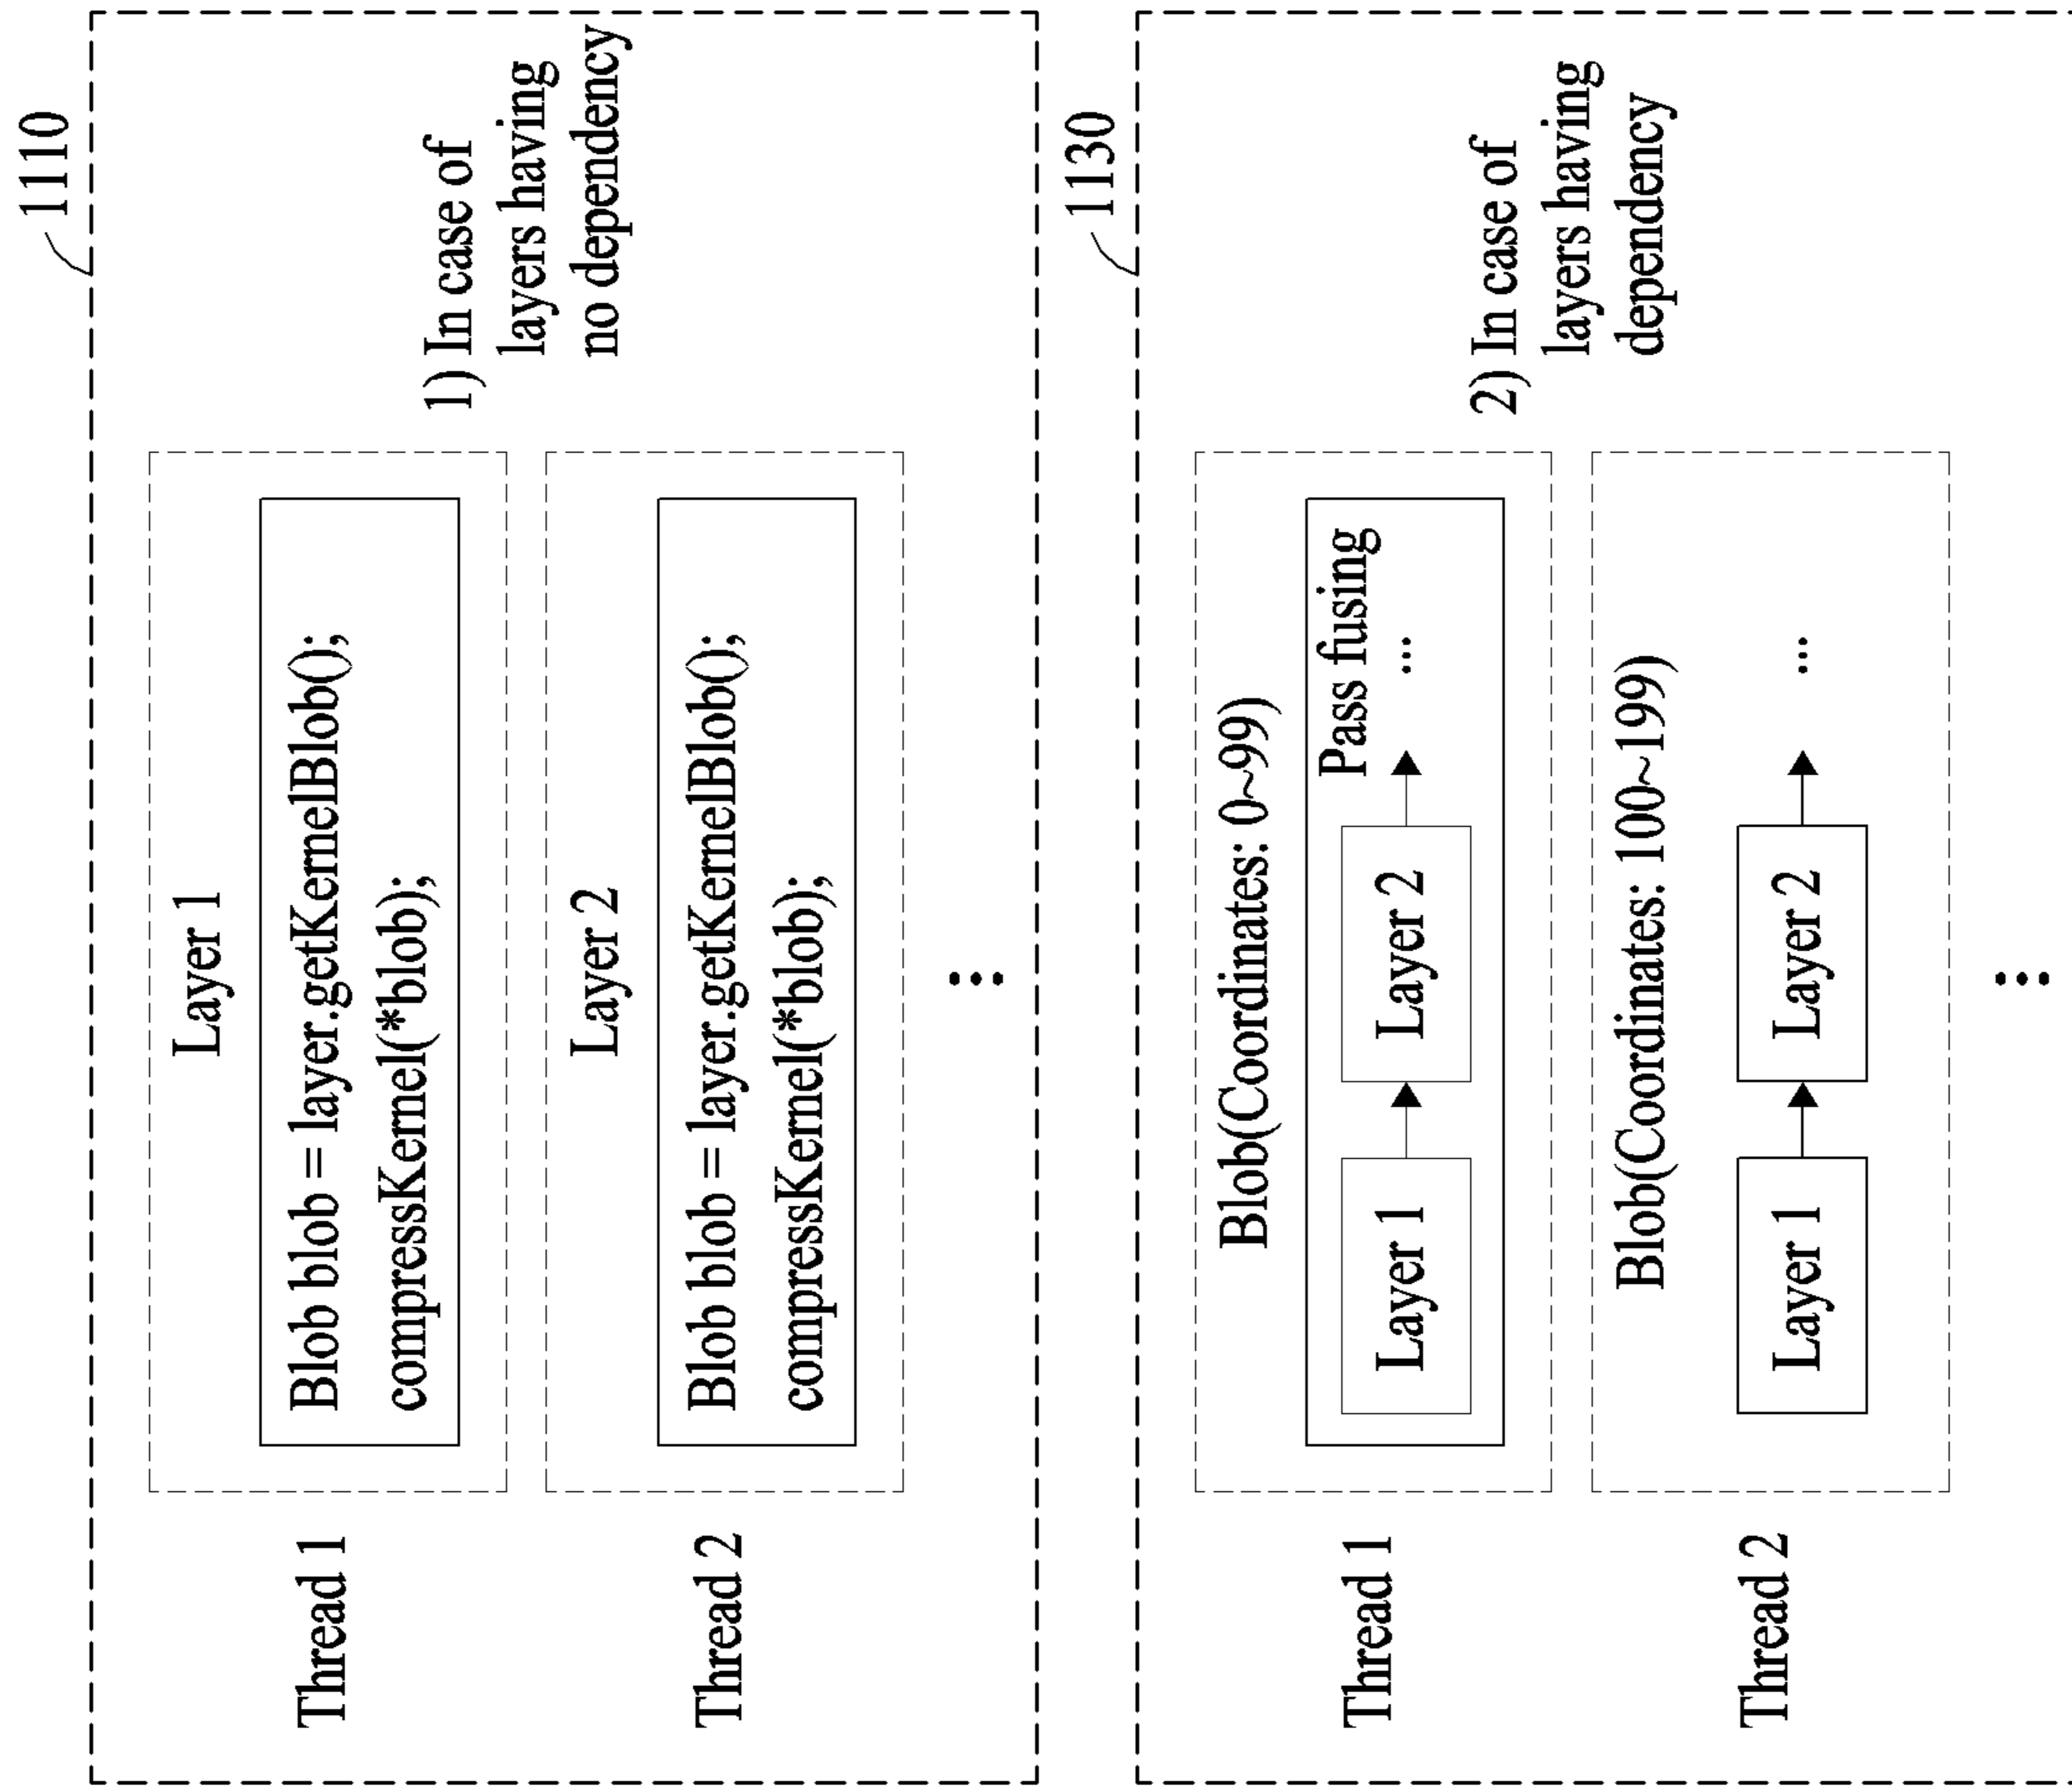 1110
Layer 1
Thread 1
Blob blob = layer.getKernelBlob();
compressKernel(*blob);
Layer 2
Thread 2
Blob blob = layer.getKernelBlob();
compressKernel(*blob);
1) In case of
layers having
no dependency
1130
Blob(Coordinates: 0~99)
Pass fusing
Thread 1
Layer 1
Layer 2
...
Blob(Coordinates: 100~199)
Thread 2
Layer 1
Layer 2
...
2) In case of
layers having
dependency